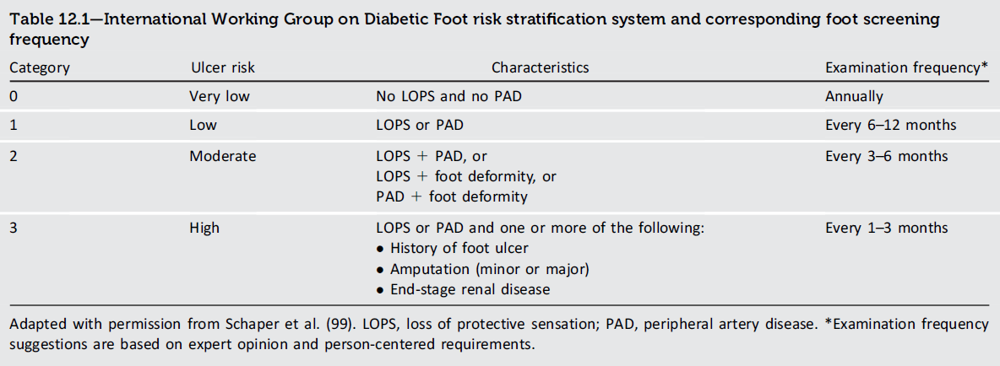 Table 12.1—International Working Group on Diabetic Foot risk stratification system and corresponding foot screening
frequency
Category Ulcer risk Characteristics Examination frequency*
0 Very low No LOPS and no PAD Annually
1 Low LOPS or PAD Every 6–12 months
2 Moderate LOPS + PAD, or Every 3–6 months
LOPS + foot deformity, or
PAD + foot deformity
3 High LOPS or PAD and one or more of the following: Every 1–3 months
● History of foot ulcer
● Amputation (minor or major)
● End-stage renal disease
Adapted with permission from Schaper et al. (99). LOPS, loss of protective sensation; PAD, peripheral artery disease. *Examination frequency
suggestions are based on expert opinion and person-centered requirements.